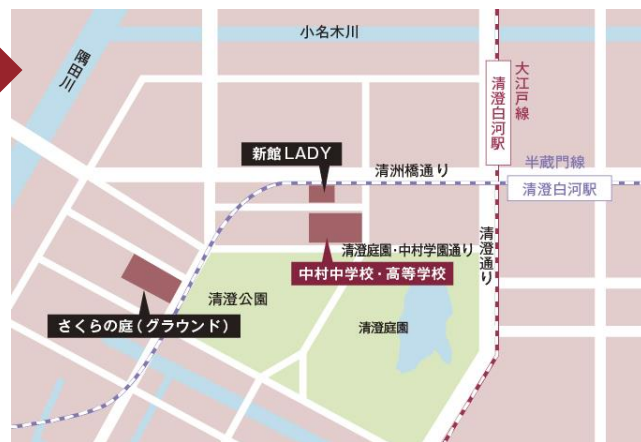 小名木川
隅田川
大江戸線
清澄白河駅
新館LADY
清洲橋通り
半蔵門線
清澄白河駅
清澄庭園・中村学園通り
清澄通り
中村中学校・高等学校
清澄公園
さくらの庭(グラウンド)
清澄庭園